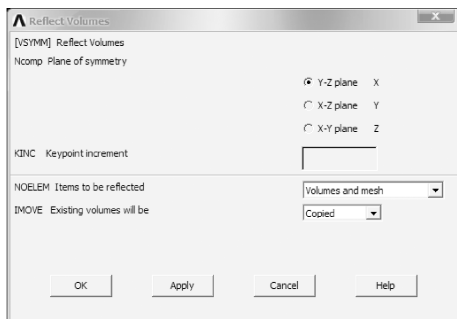 Reflect Volumes
[VSYMM] Reflect Volumes
Ncomp Plane of symmetry
Y-Z plane X
X-Z plane Y
X-Y plane Z
KINC Keypoint increment
NOELEM Items to be reflected Volumes and mesh
IMOVE Existing volumes will be Copied
OK Apply Cancel Help